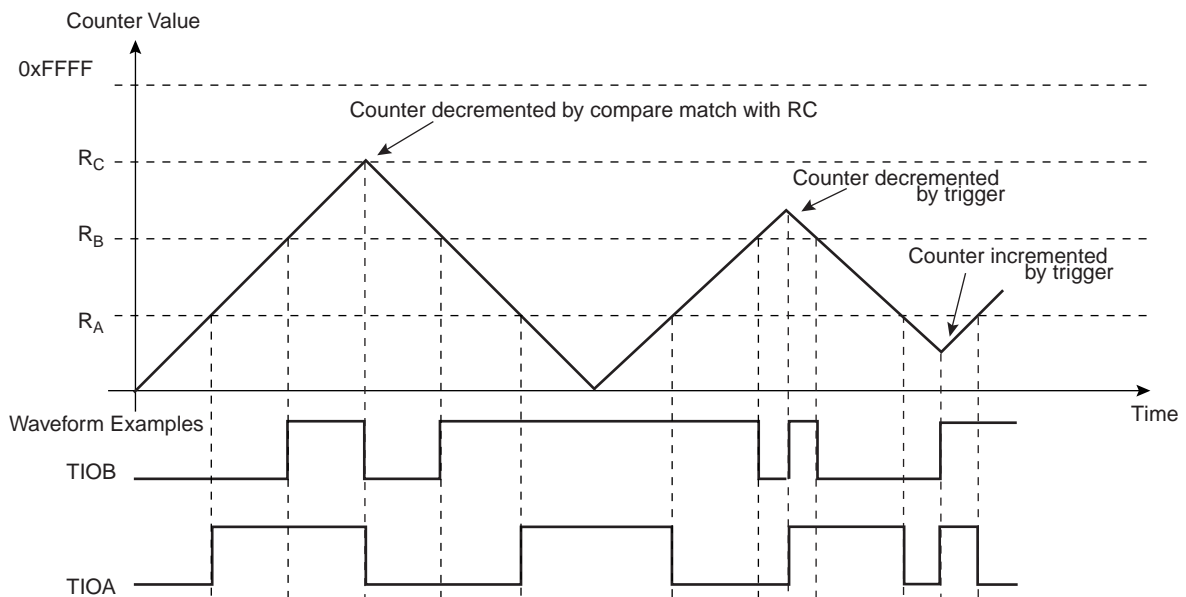 Counter Value
0xFFFF
Counter decremented by compare match with RC
RC
Counter decremented
by trigger
RB
Counter incremented
by trigger
RA
Time
Waveform Examples
TIOB
TIOA